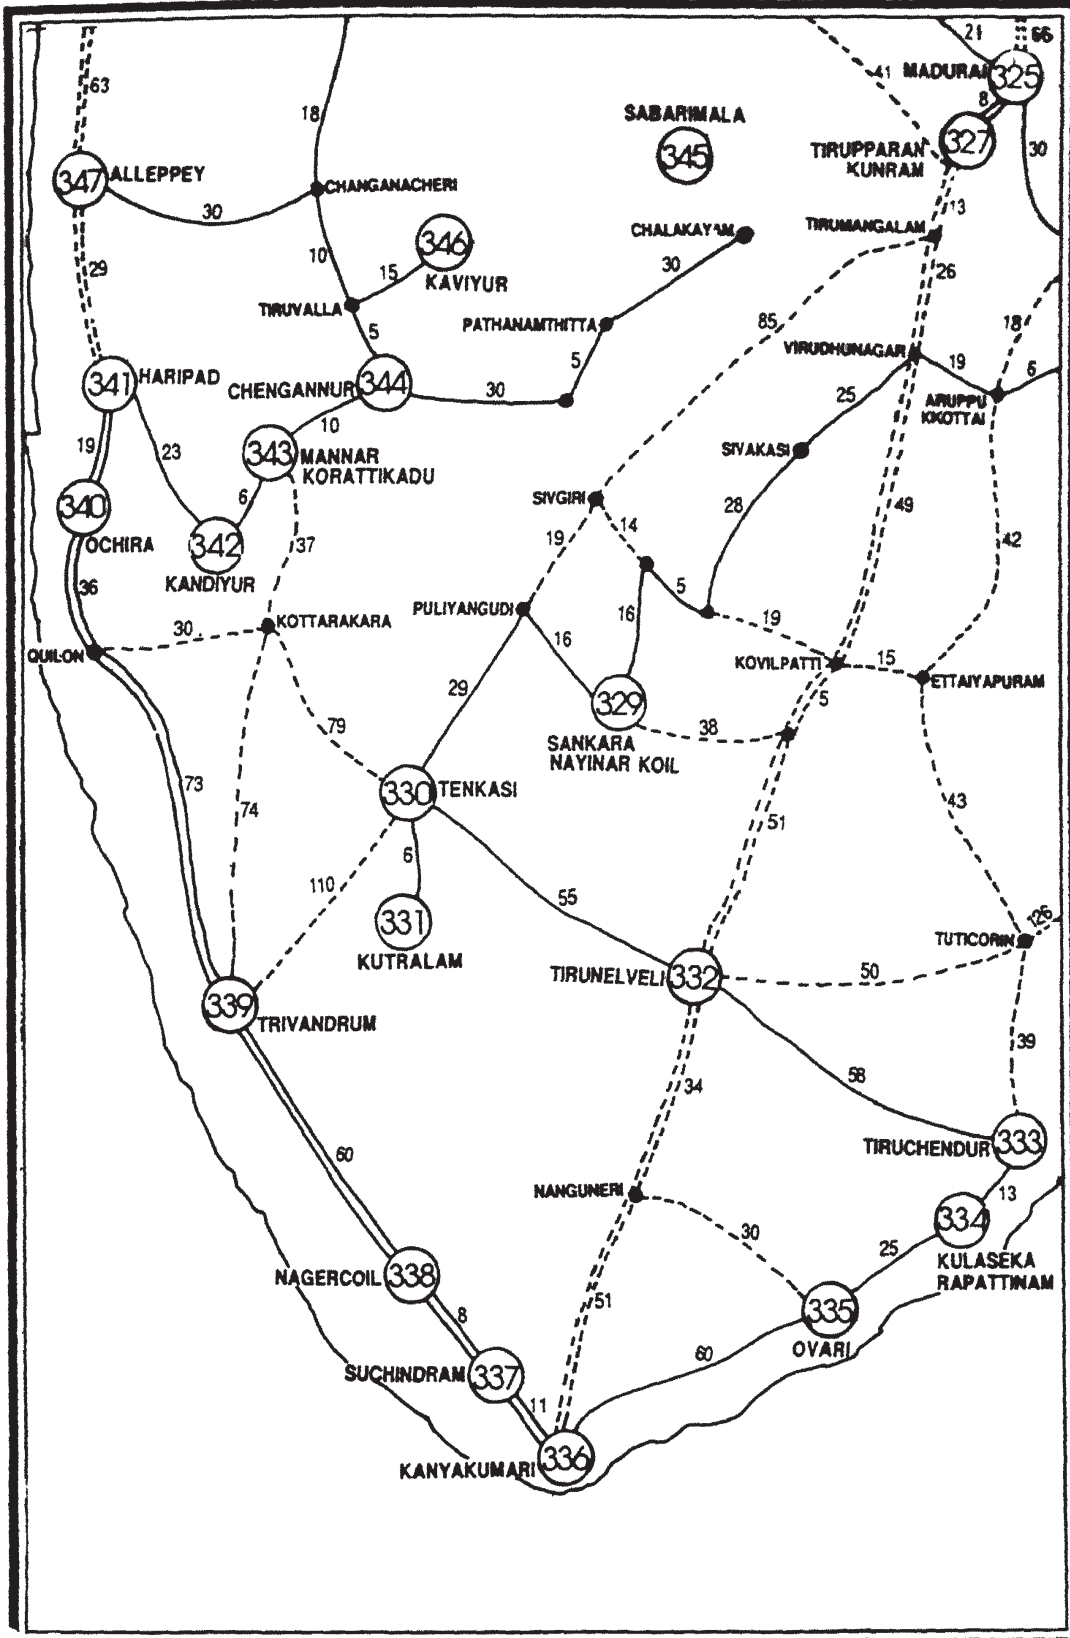 21
66
63
41
MADURAI
325
18
8
SABARIMALA
345
TIRUPPARAN
KUNRAM
327
30
347
ALLEPPEY
CHANGANACHERI
13
30
346
CHALAKAYAM
TIRUMANGALAM
10
15
30
26
29
KAVIYUR
TIRUVALLA
PATHANAMTHITTA
85
18
5
VIRUDHUNAGAR
5
19
6
341
HARIPAD
CHENGANNUR
344
30
25
ARUPPU
KKOTTAI
10
19
23
343
MANNAR
KORATTIKADU
SIVAKASI
6
SIVGIRI
340
14
28
49
OCHIRA
342
37
19
42
KANDIYUR
36
5
PULIYANGUDI
16
19
30
KOTTARAKARA
16
QUILON
KOVILPATTI
15
ETTAIYAPURAM
29
329
5
79
38
SANKARA
NAYINAR KOIL
73
330
TENKASI
74
43
51
6
110
55
331
126
KUTRALAM
TUTICORIN
TIRUNELVELI
332
50
339
TRIVANDRUM
39
34
58
TIRUCHENDUR
333
60
NANGUNERI
13
334
30
25
KULASEKA
RAPATTINAM
NAGERCOIL
338
51
8
335
OVARI
60
SUCHINDRAM
337
11
KANYAKUMARI
336